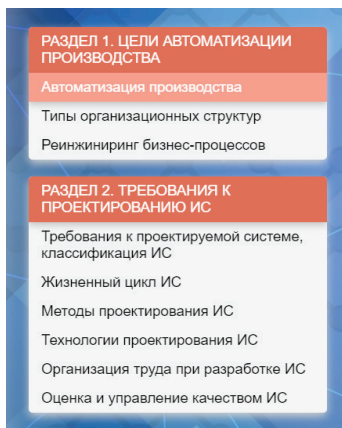 РАЗДЕЛ 1. ЦЕЛИ АВТОМАТИЗАЦИИ
ПРОИЗВОДСТВА
Автоматизация производства
Типы организационных структур
Реинжиниринг бизнес-процессов
РАЗДЕЛ 2. ТРЕБОВАНИЯ К
ПРОЕКТИРОВАНИЮ ИС
Требования к проектируемой системе,
классификация ИС
Жизненный цикл ИС
Методы проектирования ИС
Технологии проектирования ИС
Организация труда при разработке ИС
Оценка и управление качеством ИС